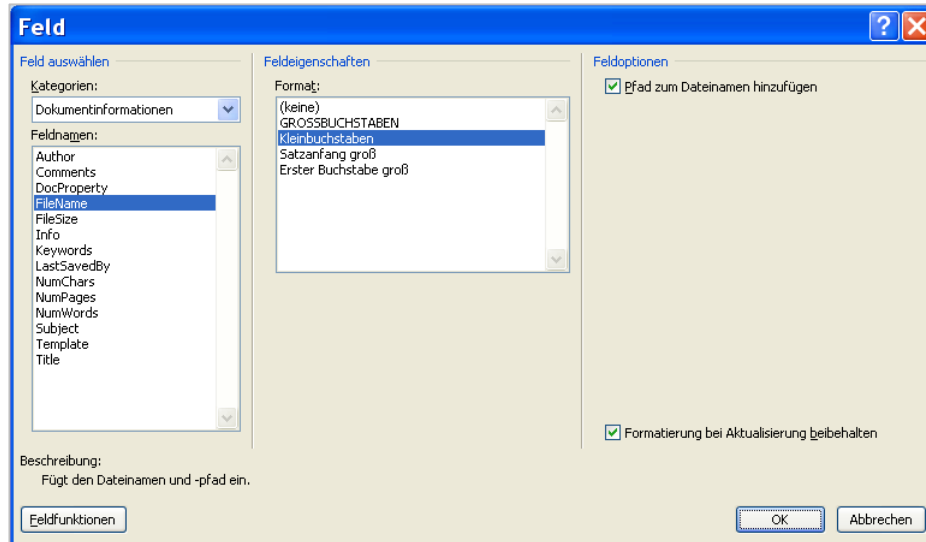 Feld
Feld auswählen
Kategorien:
Dokumentinformationen
Feldnamen:
Author
Comments
DocProperty
FileName
FileSize
Info
Keywords
LastSavedBy
NumChars
NumPages
NumWords
Subject
Template
Title
Feldeigenschaften
Format:
(keine)
GROSSBUCHSTABEN
Kleinbuchstaben
Satzanfang groß
Erster Buchstabe groß
Feldoptionen
Pfad zum Dateinamen hinzufügen
Formatierung bei Aktualisierung beibehalten
Beschreibung:
Fügt den Dateinamen und -pfad ein.
Feldfunktionen
OK
Abbrechen